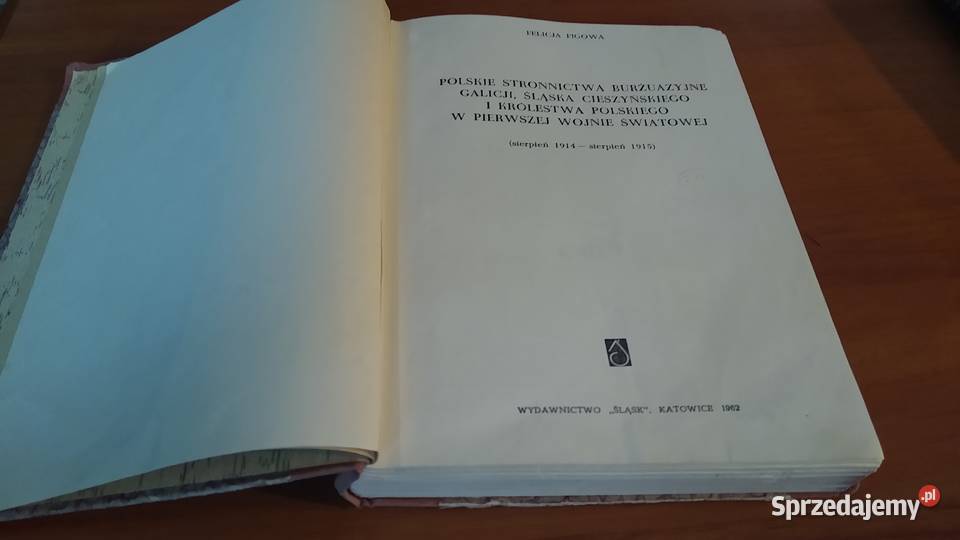 FELICJA FIGOWA
POLSKIE STRONNICTWA BURŻUAZYJNE
GALICJI, ŚLĄSKA CIESZYŃSKIEGO
I KRÓLESTWA POLSKIEGO
W PIERWSZEJ WOJNIE ŚWIATOWEJ
(sierpień 1914 — sierpień 1915)
WYDAWNICTWO „ŚLĄSK”, KATOWICE 1962
Sprzedajemy.pl